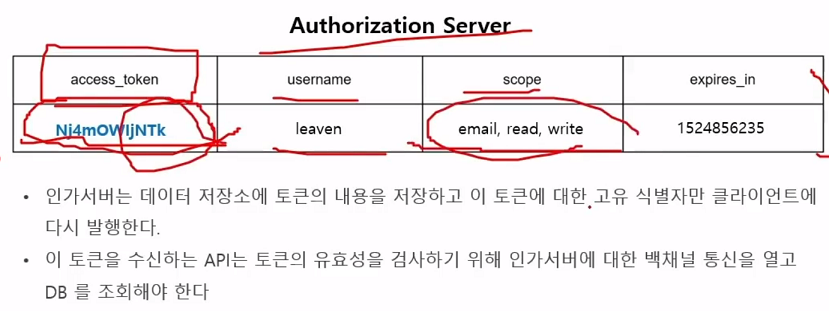 Authorization Server
access_token username scope expires_in
Nj4mOWIjNTk leaven email, read, write 1524856235
• 인가서버는 데이터 저장소에 토큰의 내용을 저장하고 이 토큰에 대한 고유 식별자만 클라이언트에
다시 발행한다.
• 이 토큰을 수신하는 API는 토큰의 유효성을 검사하기 위해 인가서버에 대한 백채널 통신을 열고
DB 를 조회해야 한다